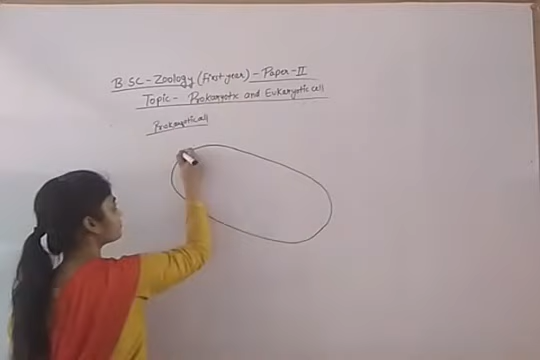 B.SC - Zoology (First year) - Paper - II
Topic - Prokaryotic and Eukaryotic cell
Prokaryotic cell